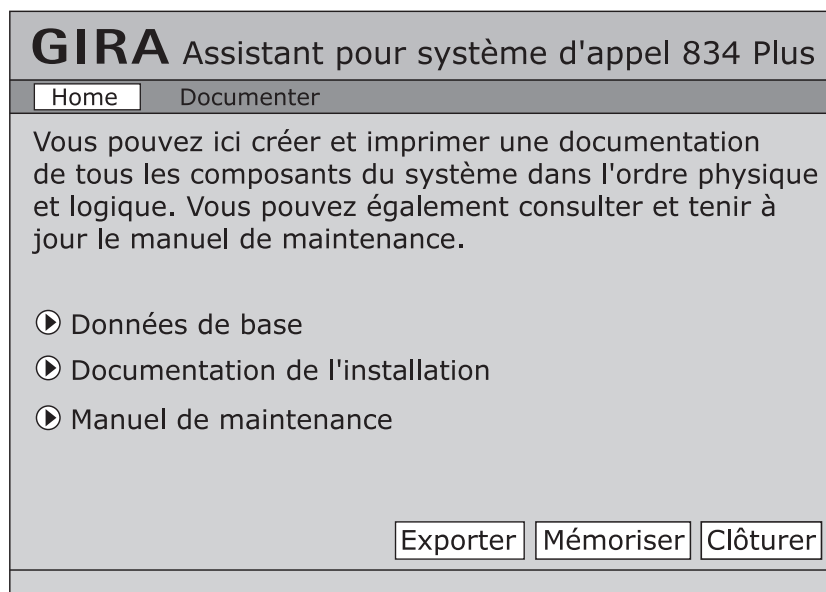 GIRA Assistant pour système d'appel 834 Plus
Home Documenter
Vous pouvez ici créer et imprimer une documentation
de tous les composants du système dans l'ordre physique
et logique. Vous pouvez également consulter et tenir à
jour le manuel de maintenance.
Données de base
Documentation de l'installation
Manuel de maintenance
Exporter Mémoriser Clôturer